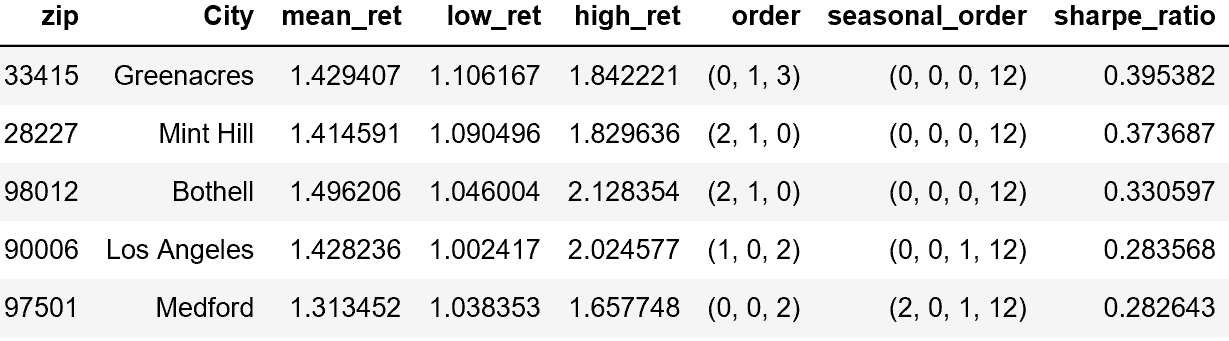 zip City mean_ret low_ret high_ret order seasonal_order sharpe_ratio
33415 Greenacres 1.429407 1.106167 1.842221 (0, 1, 3) (0, 0, 0, 12) 0.395382
28227 Mint Hill 1.414591 1.090496 1.829636 (2, 1, 0) (0, 0, 0, 12) 0.373687
98012 Bothell 1.496206 1.046004 2.128354 (2, 1, 0) (0, 0, 0, 12) 0.330597
90006 Los Angeles 1.428236 1.002417 2.024577 (1, 0, 2) (0, 0, 1, 12) 0.283568
97501 Medford 1.313452 1.038353 1.657748 (0, 0, 2) (2, 0, 1, 12) 0.282643